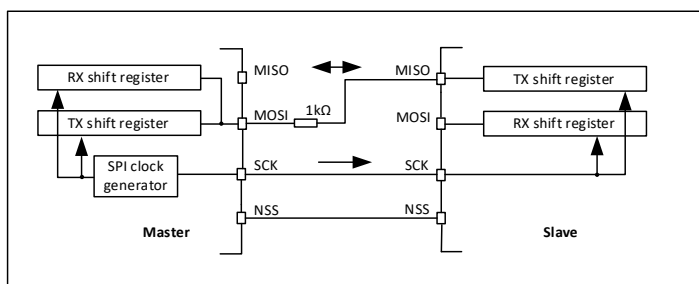 RX shift register
TX shift register
SPI clock
generator
Master
MISO
MOSI
SCK
NSS
1kΩ
MISO
MOSI
SCK
NSS
TX shift register
RX shift register
Slave